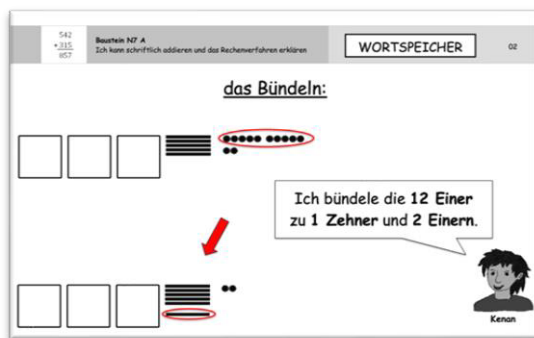 542
+315
857
Baustein N7 A
Ich kann schriftlich addieren und das Rechenverfahren erklären
WORTSPEICHER
02
das Bündeln:
Ich bündele die 12 Einer
zu 1 Zehner und 2 Einern.
Kenan